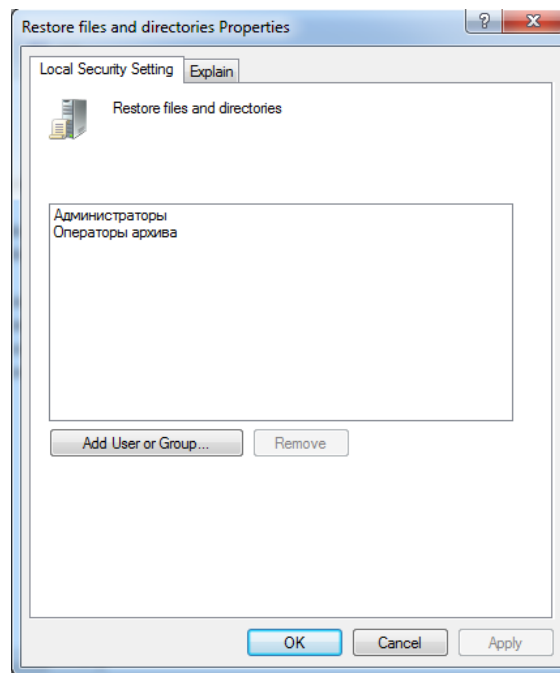 Restore files and directories Properties
Local Security Setting
Explain
Restore files and directories
Администраторы
Операторы архива
Add User or Group...
Remove
OK
Cancel
Apply